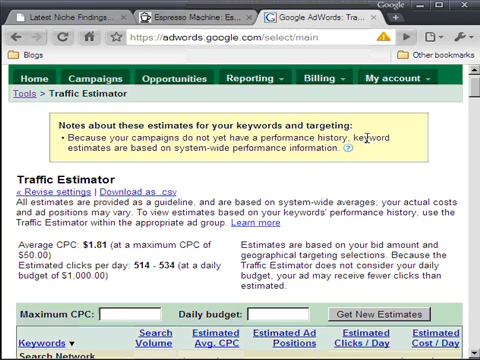 Google
Latest Niche Findings...
Espresso Machine: Es...
Google AdWords: Tra...
https://adwords.google.com/select/main
Blogs
Other bookmarks
Home
Campaigns
Opportunities
Reporting
Billing
My account
Tools > Traffic Estimator
Notes about these estimates for your keywords and targeting:
• Because your campaigns do not yet have a performance history, keyword
estimates are based on system-wide performance information.
Traffic Estimator
« Revise settings | Download as .csv
All estimates are provided as a guideline, and are based on system-wide averages; your actual
costs and ad positions may vary. To view estimates based on your keywords' performance history, use the
Traffic Estimator within the appropriate ad group. Learn more
Average CPC: $1.81 (at a maximum CPC of
$50.00)
Estimated clicks per day: 514 - 534 (at a daily
budget of $1,000.00)
Estimates are based on your bid amount and
geographical targeting selections. Because the
Traffic Estimator does not consider your daily
budget, your ad may receive fewer clicks than
estimated.
Maximum CPC:
Daily budget:
Get New Estimates
Keywords ▼
Search
Volume
Estimated
Avg. CPC
Estimated Ad
Positions
Estimated
Clicks / Day
Estimated
Cost / Day
Search Network